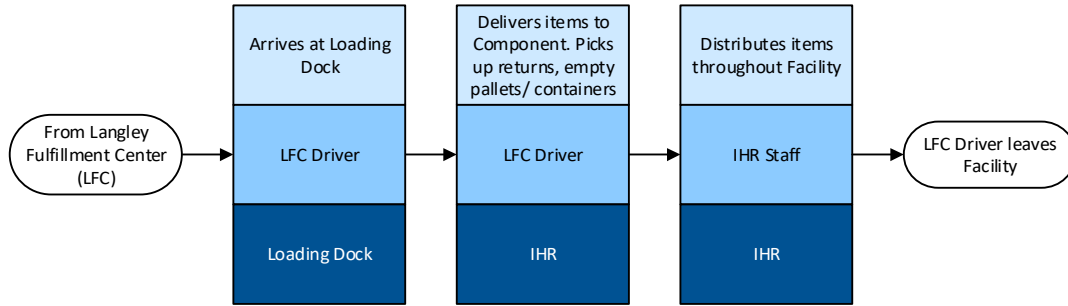 From Langley
Fulfillment Center
(LFC)
Arrives at Loading
Dock
LFC Driver
Loading Dock
Delivers items to
Component. Picks
up returns, empty
pallets/ containers
LFC Driver
IHR
Distributes items
throughout Facility
IHR Staff
IHR
LFC Driver leaves
Facility